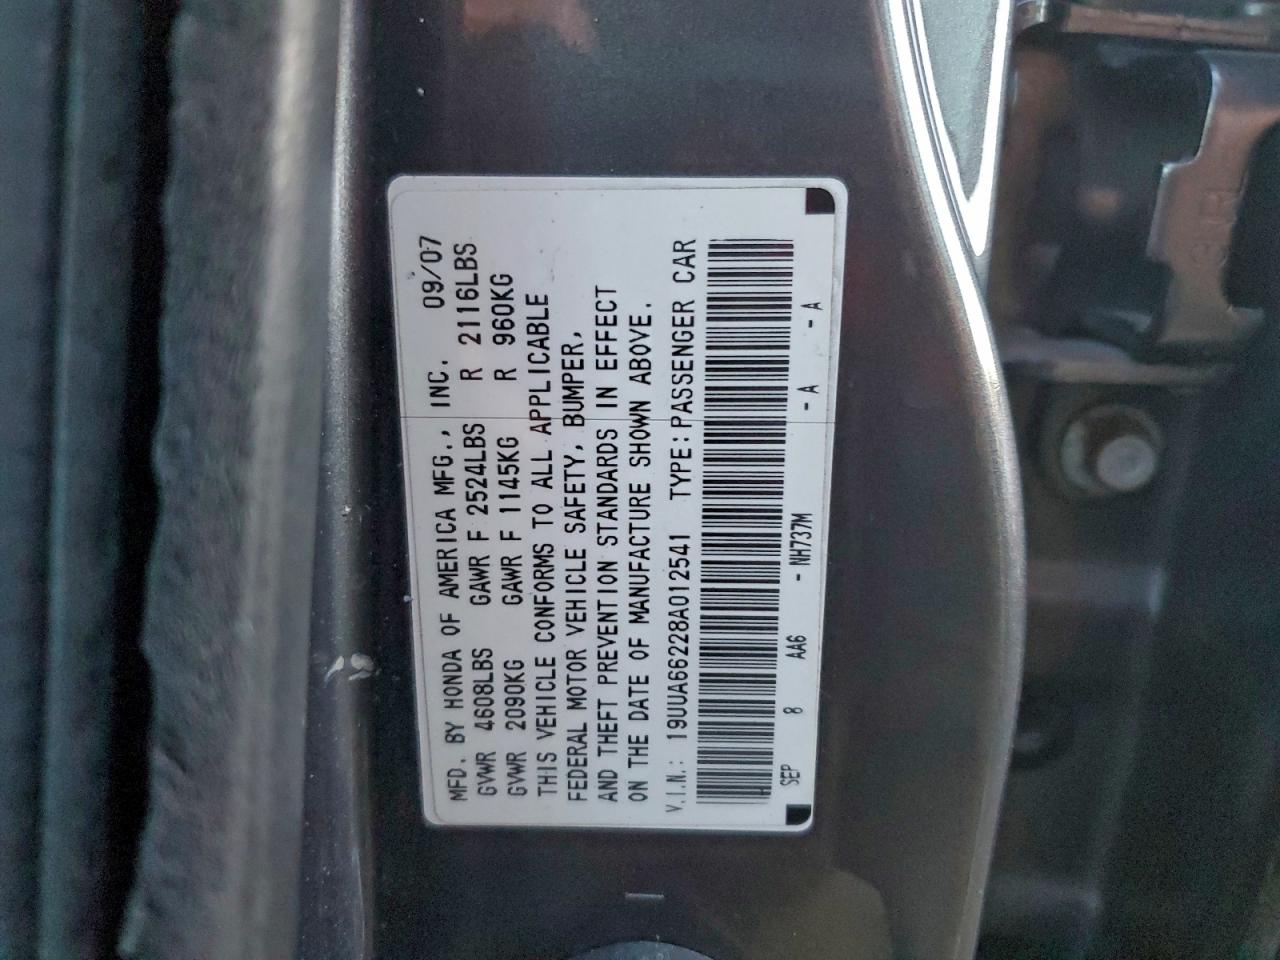 MFD. BY HONDA OF AMERICA MFG., INC. 09/07
GVWR 4608LBS GAWR F 2524LBS R 2116LBS
GVWR 2090KG GAWR F 1145KG R 960KG
THIS VEHICLE CONFORMS TO ALL APPLICABLE
FEDERAL MOTOR VEHICLE SAFETY, BUMPER,
AND THEFT PREVENTION STANDARDS IN EFFECT
ON THE DATE OF MANUFACTURE SHOWN ABOVE.
V.I.N.: 19UUA66228A012541 TYPE:PASSENGER CAR
H
SEP 8 AA6 - NH737M - A - A